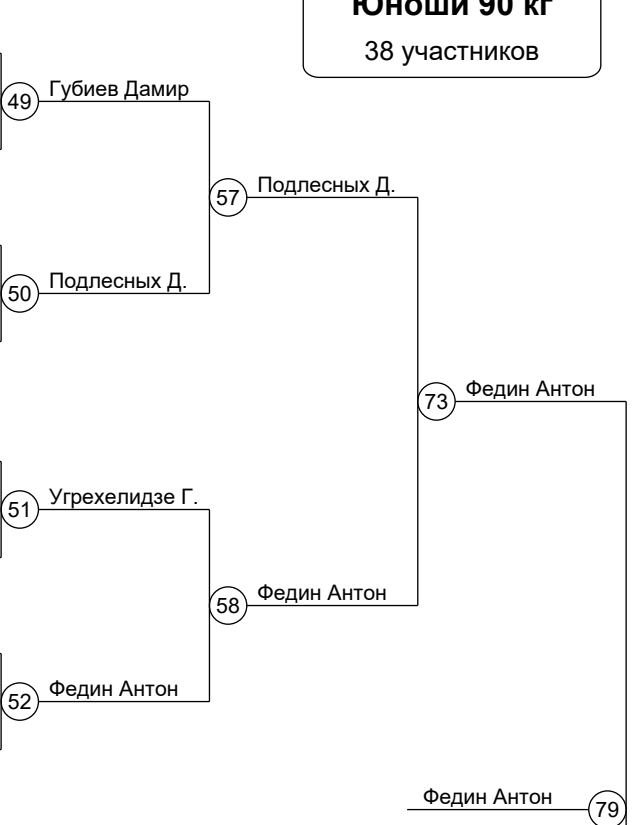 Юноши 90 кг
38 участников
49 Губиев Дамир
57 Подлесных Д.
50 Подлесных Д.
73 Федин Антон
51 Угрехелидзе Г.
58 Федин Антон
52 Федин Антон
Федин Антон 79